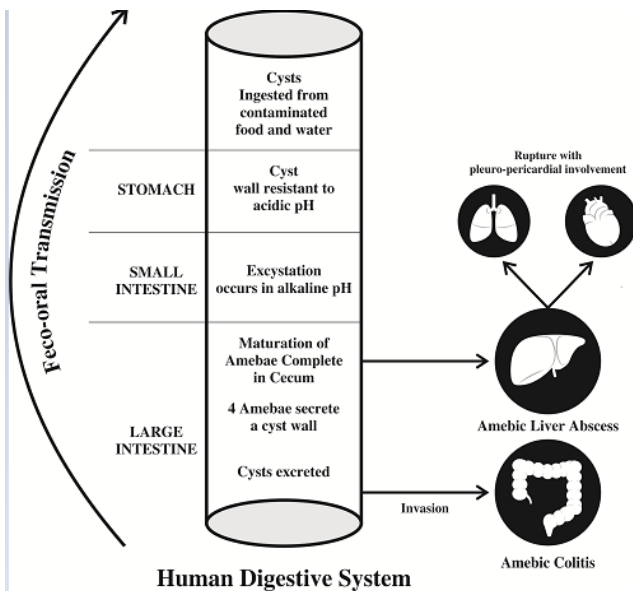 Cysts
Ingested from
contaminated
food and water
Feco-oral Transmission
STOMACH
Cyst
wall resistant to
acidic pH
SMALL
INTESTINE
Excystation
occurs in alkaline pH
LARGE
INTESTINE
Maturation of
Amebae Complete
in Cecum
4 Amebae secrete
a cyst wall
Cysts excreted
Rupture with
pleuro-pericardial involvement
Amebic Liver Abscess
Invasion
Amebic Colitis
Human Digestive System